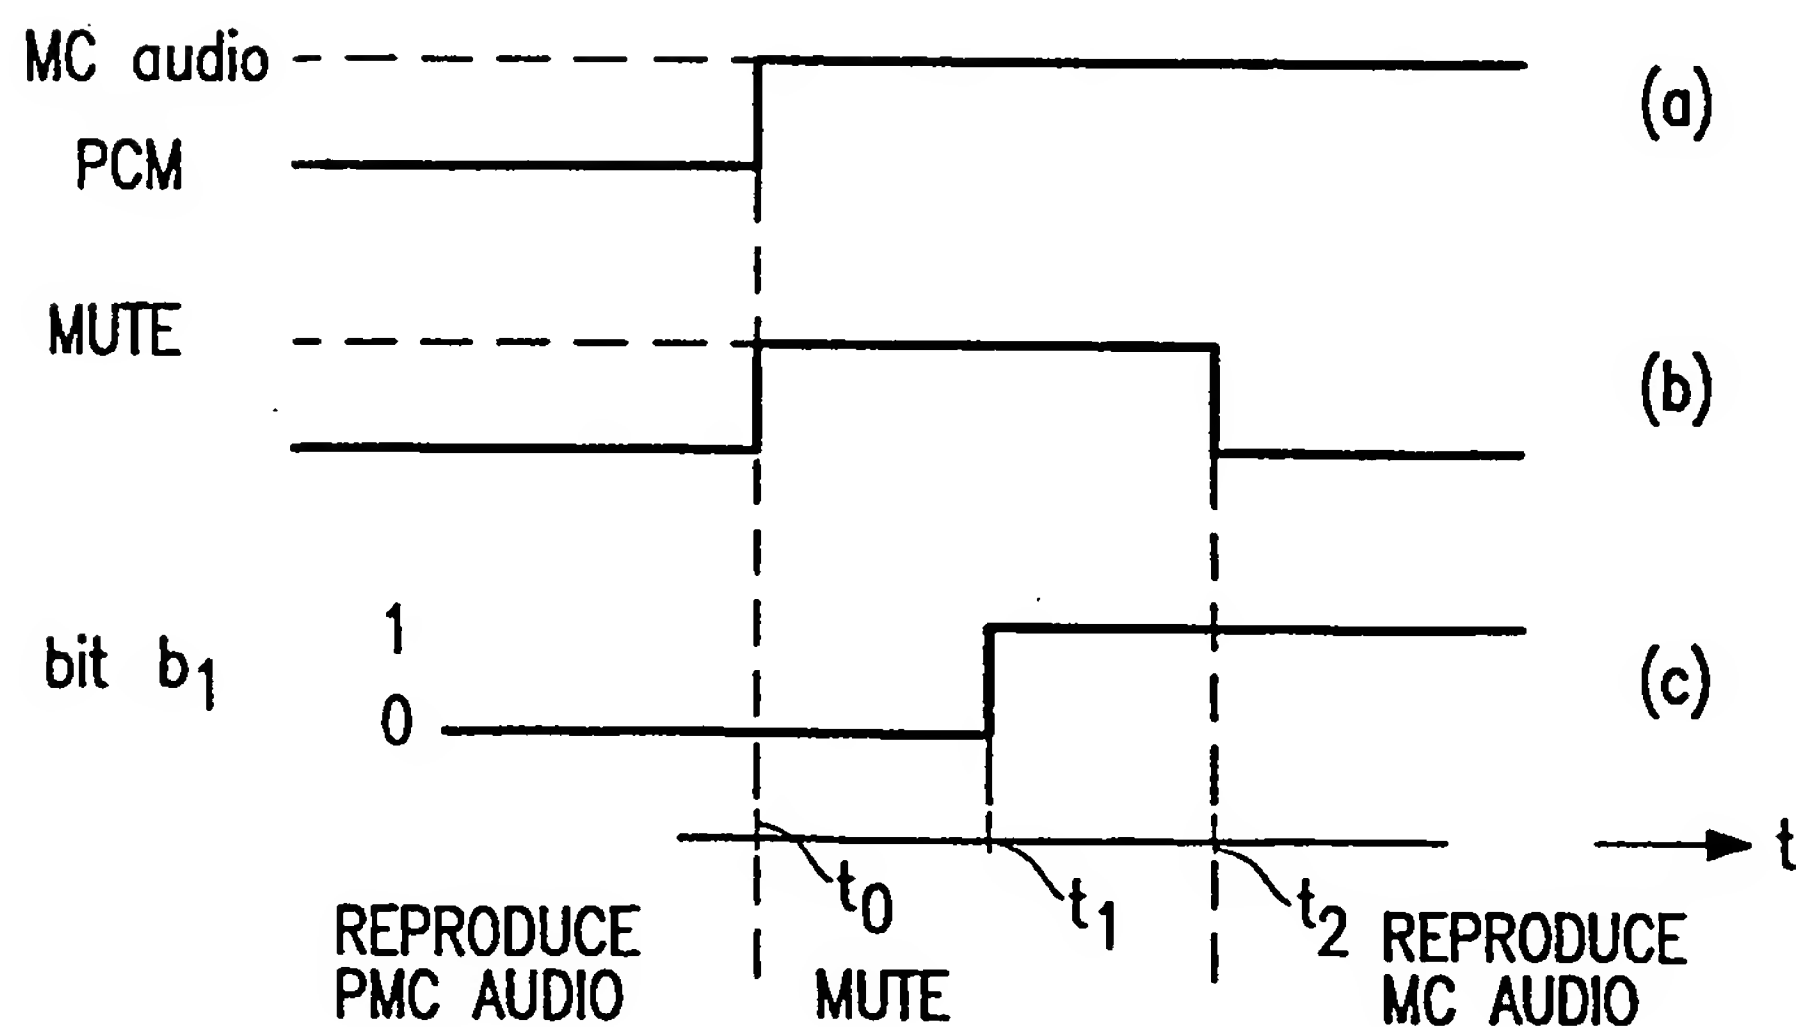 MC audio
(a)
PCM
MUTE
(b)
1
bit b1
0
(c)
t
t0
t1
t2
REPRODUCE
PMC AUDIO
MUTE
REPRODUCE
MC AUDIO